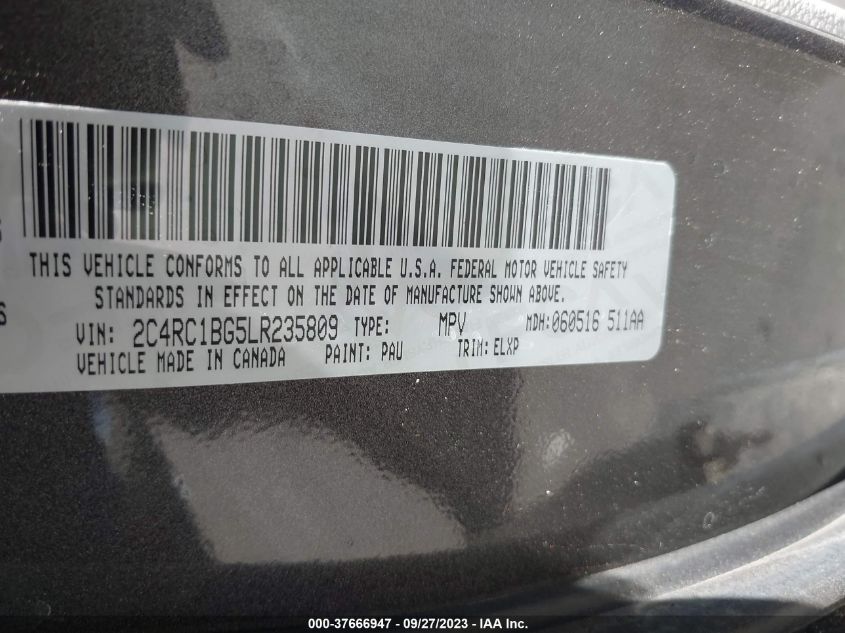 THIS VEHICLE CONFORMS TO ALL APPLICABLE U.S.A. FEDERAL MOTOR VEHICLE SAFETY
STANDARDS IN EFFECT ON THE DATE OF MANUFACTURE SHOWN ABOVE.
VIN: 2C4RC1BG5LR235809 TYPE: MPV MDH:060516 511AA
VEHICLE MADE IN CANADA PAINT: PAU TRIM: ELXP
000-37666947 - 09/27/2023 - © IAA Inc.